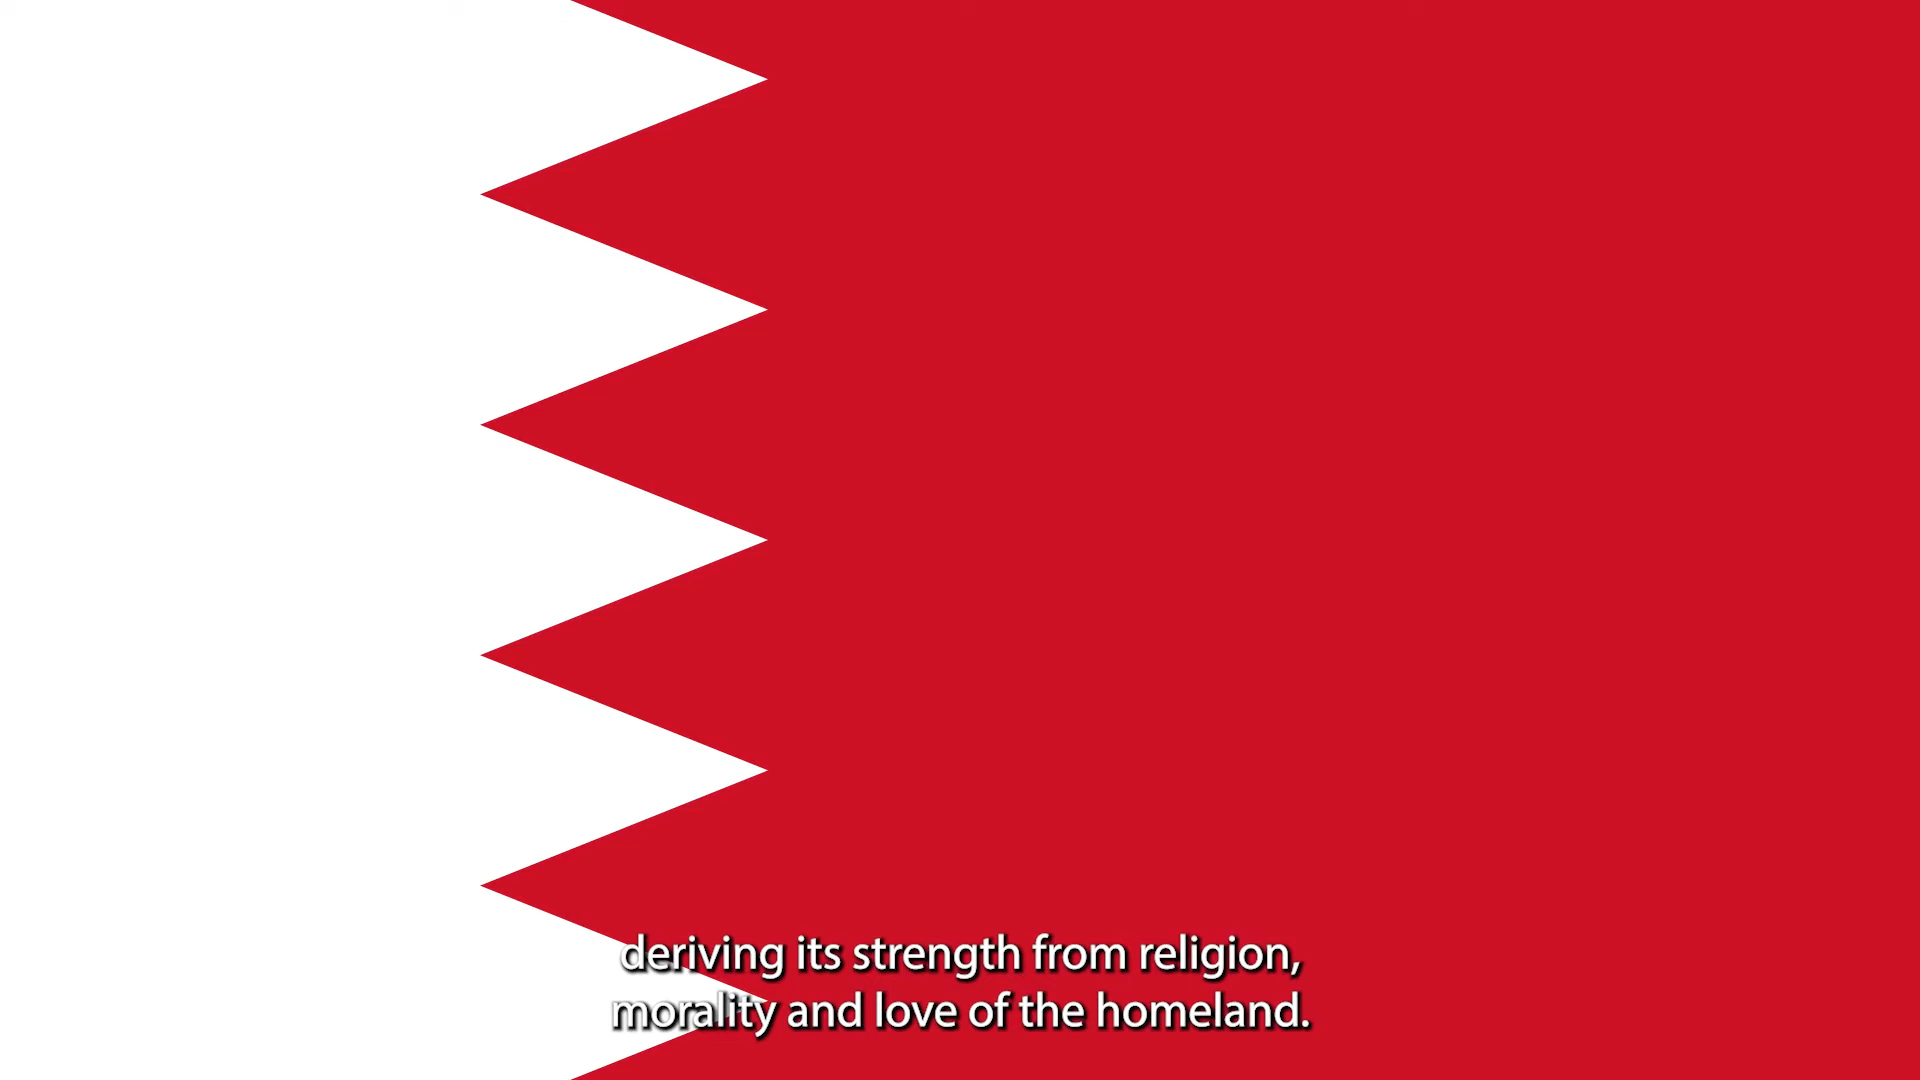 deriving its strength from religion,
morality and love of the homeland.